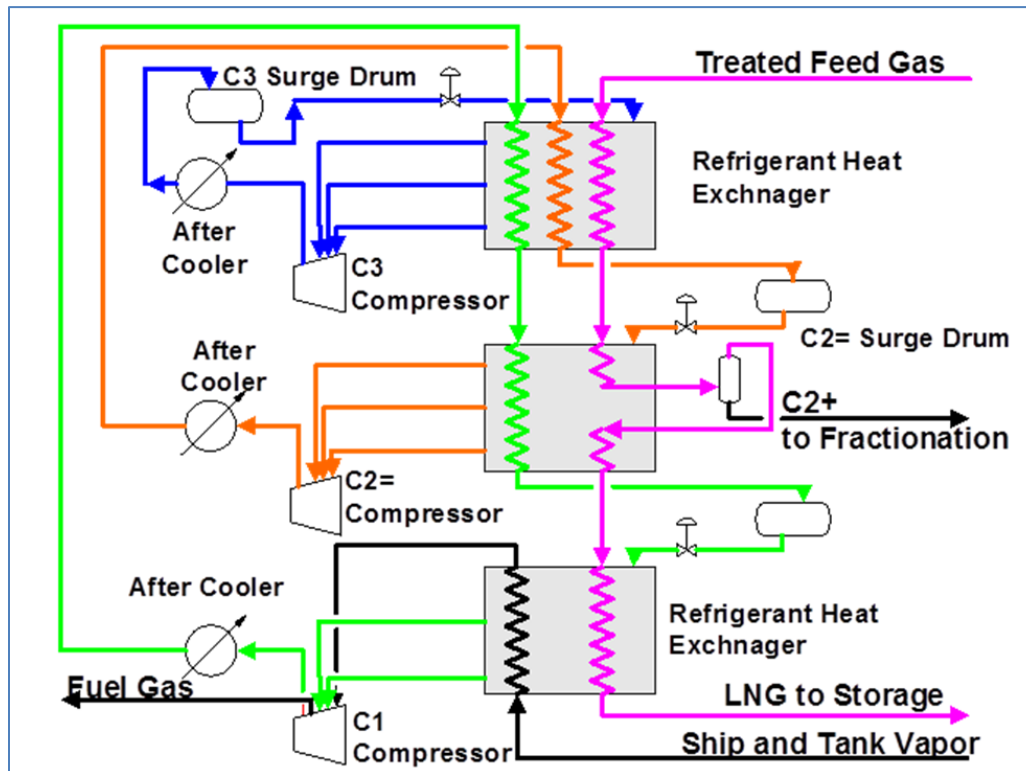 Treated Feed Gas
C3 Surge Drum
Refrigerant Heat
Exchnager
After
Cooler
C3
Compressor
C2= Surge Drum
After
Cooler
C2+
to Fractionation
C2=
Compressor
After Cooler
Refrigerant Heat
Exchnager
Fuel Gas
LNG to Storage
C1
Compressor
Ship and Tank Vapor